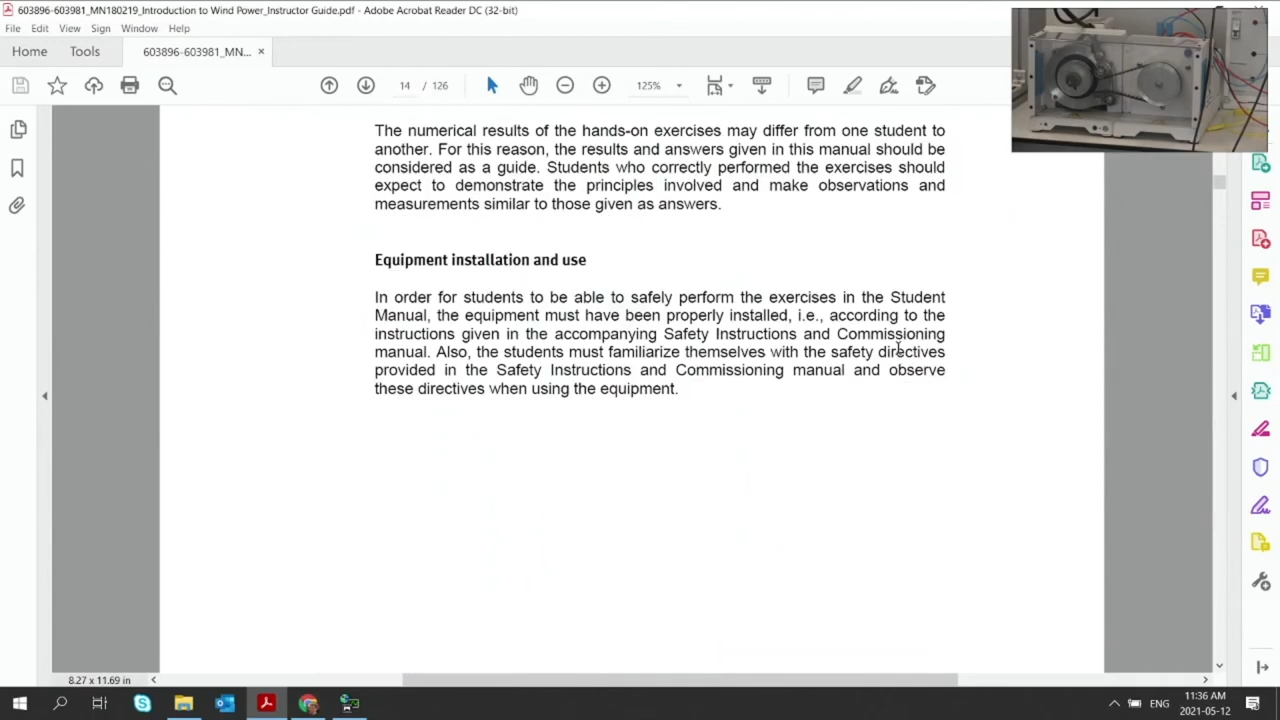 603896-603981_MN180219_Introduction to Wind Power_Instructor Guide.pdf - Adobe Acrobat Reader DC (32-bit)
File Edit View Sign Window Help
Home Tools 603896-603981_MN... ×
14 / 126 125%
The numerical results of the hands-on exercises may differ from one student to
another. For this reason, the results and answers given in this manual should be
considered as a guide. Students who correctly performed the exercises should
expect to demonstrate the principles involved and make observations and
measurements similar to those given as answers.
Equipment installation and use
In order for students to be able to safely perform the exercises in the Student
Manual, the equipment must have been properly installed, i.e., according to the
instructions given in the accompanying Safety Instructions and Commissioning
manual. Also, the students must familiarize themselves with the safety directives
provided in the Safety Instructions and Commissioning manual and observe
these directives when using the equipment.
8.27 x 11.69 in
ENG
11:36 AM
2021-05-12